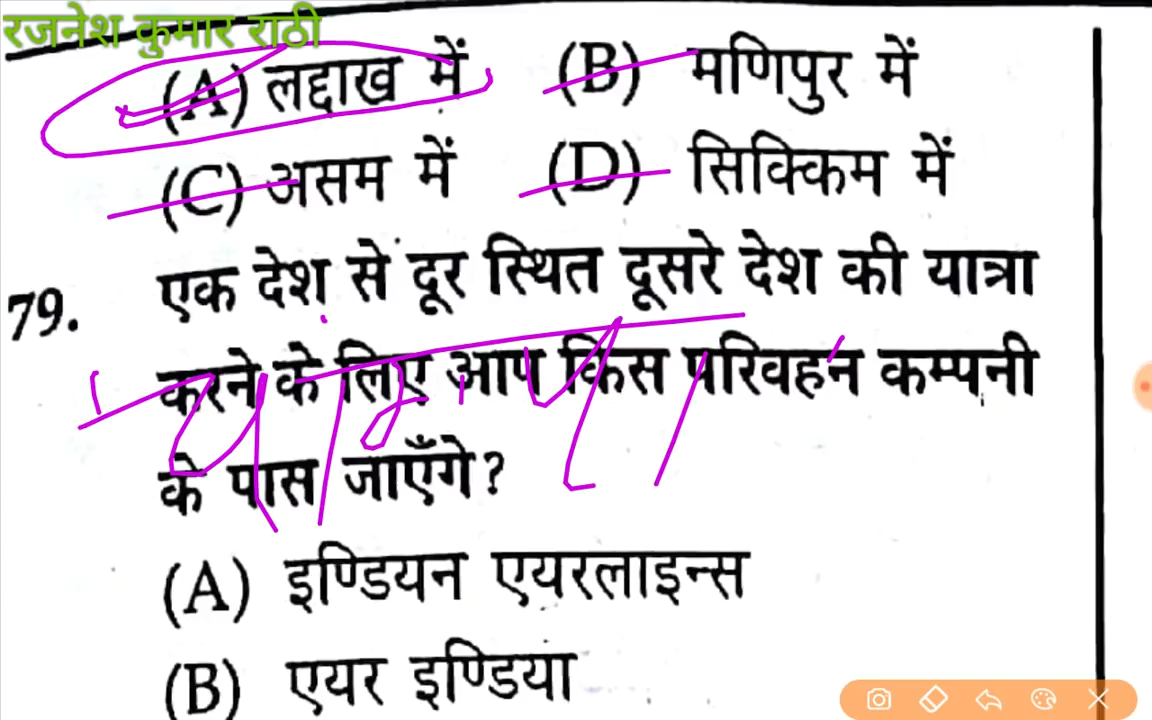 रजनेश कुमार राठी
(A) लद्दाख में (B) मणिपुर में
(C) असम में (D) सिक्किम में
79. एक देश से दूर स्थित दूसरे देश की यात्रा
करने के लिए आप किस परिवहन कम्पनी
के पास जाएँगे?
(A) इण्डियन एयरलाइन्स
(B) एयर इण्डिया